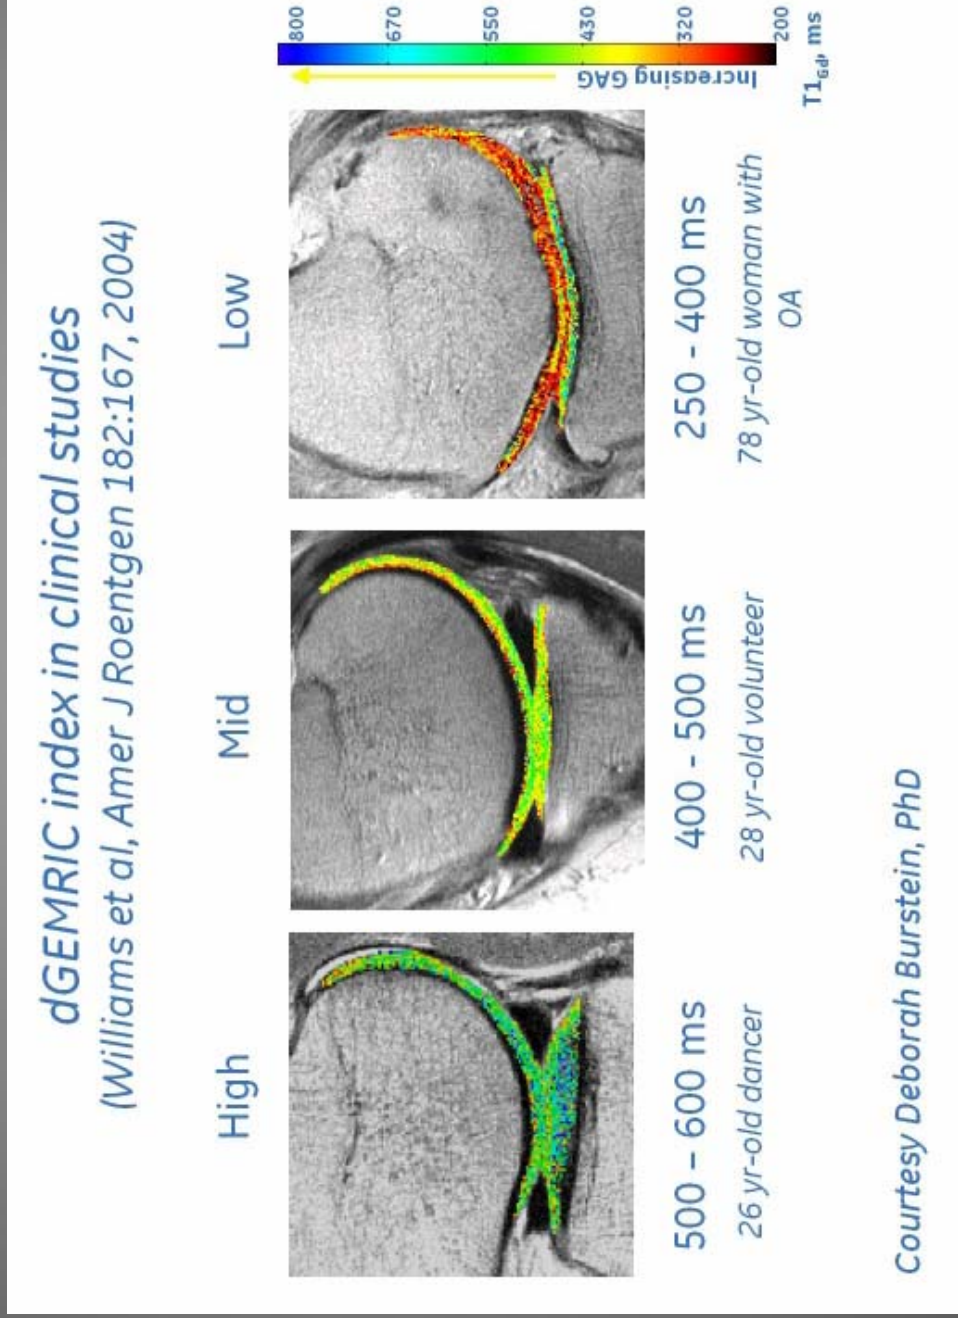 dGEMRIC index in clinical studies
(Williams et al, Amer J Roentgen 182:167, 2004)
High
Mid
Low
500 – 600 ms
400 - 500 ms
250 - 400 ms
26 yr-old dancer
28 yr-old volunteer
78 yr-old woman with
OA
800
670
550
430
320
200
Increasing GAG
T1Gd, ms
Courtesy Deborah Burstein, PhD